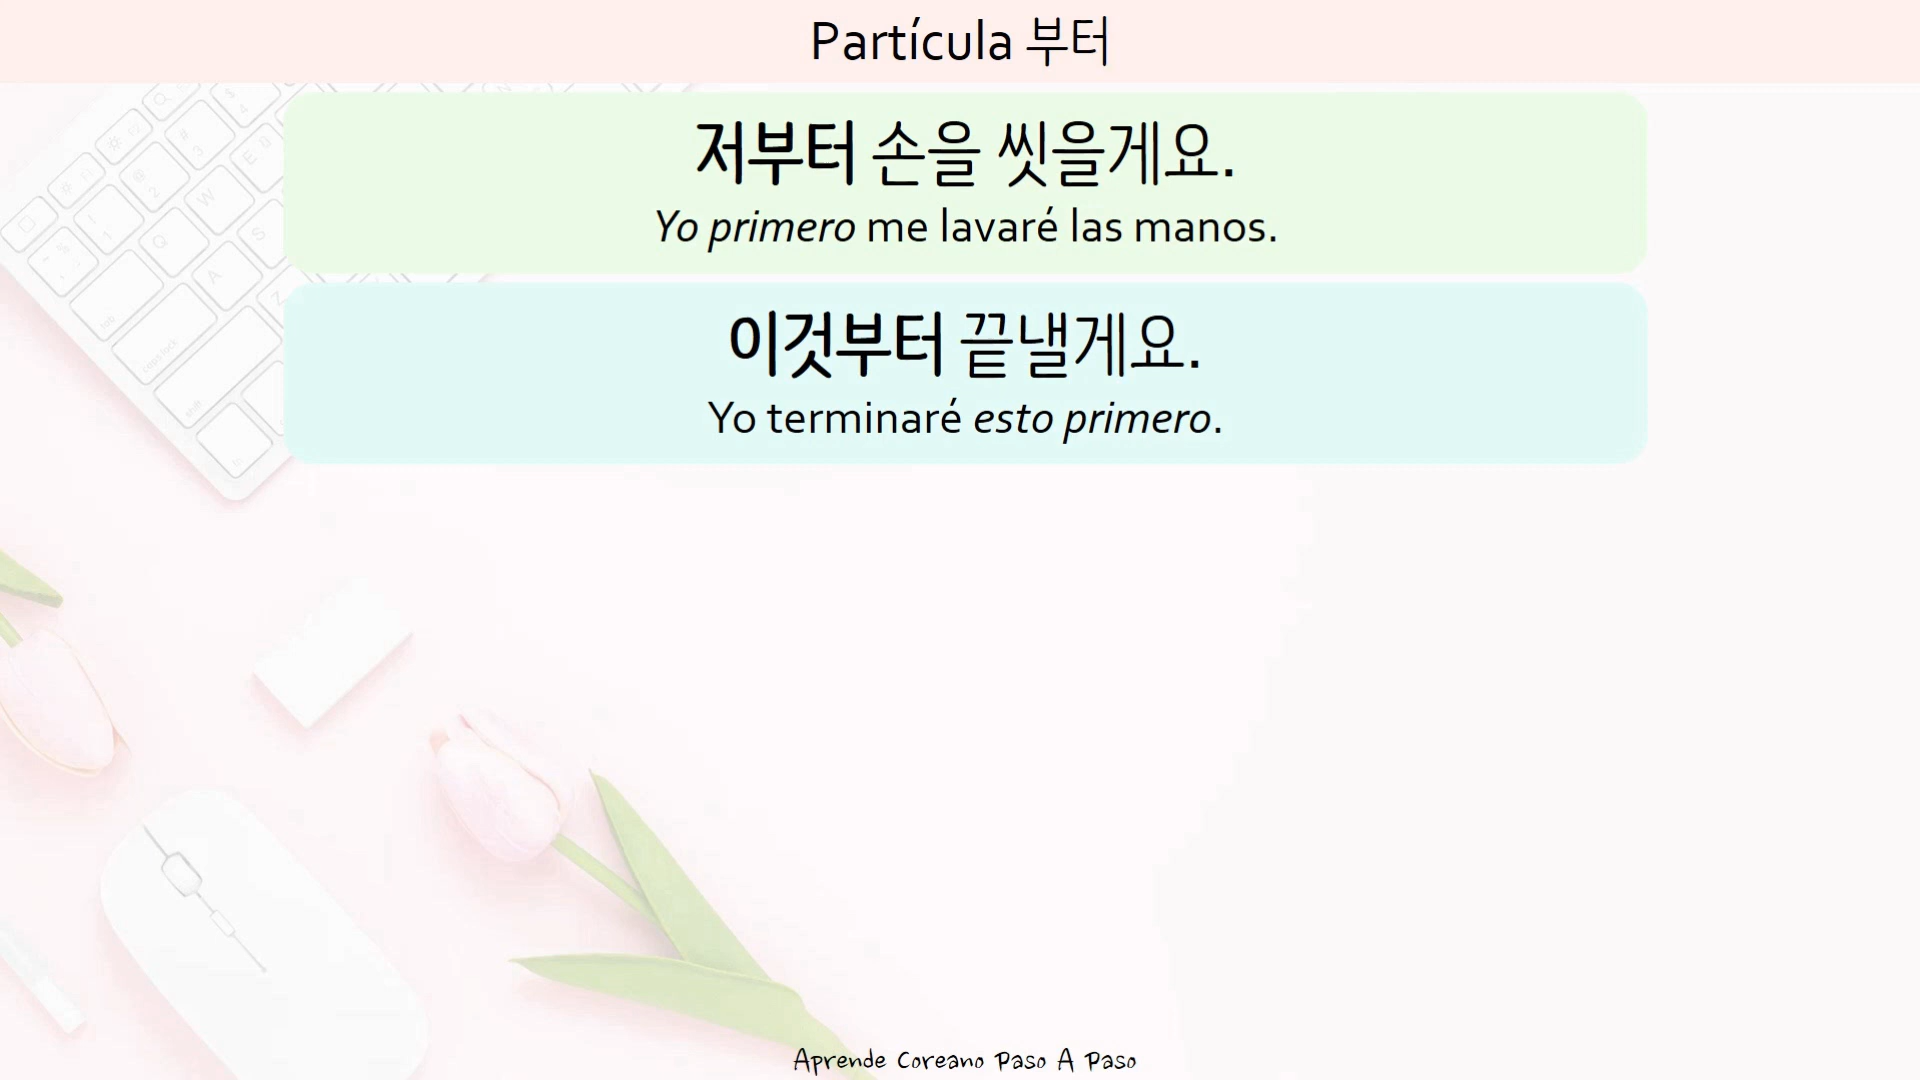 Partícula 부터
저부터 손을 씻을게요.
Yo primero me lavaré las manos.
이것부터 끝낼게요.
Yo terminaré esto primero.
Aprende Coreano Paso A Paso